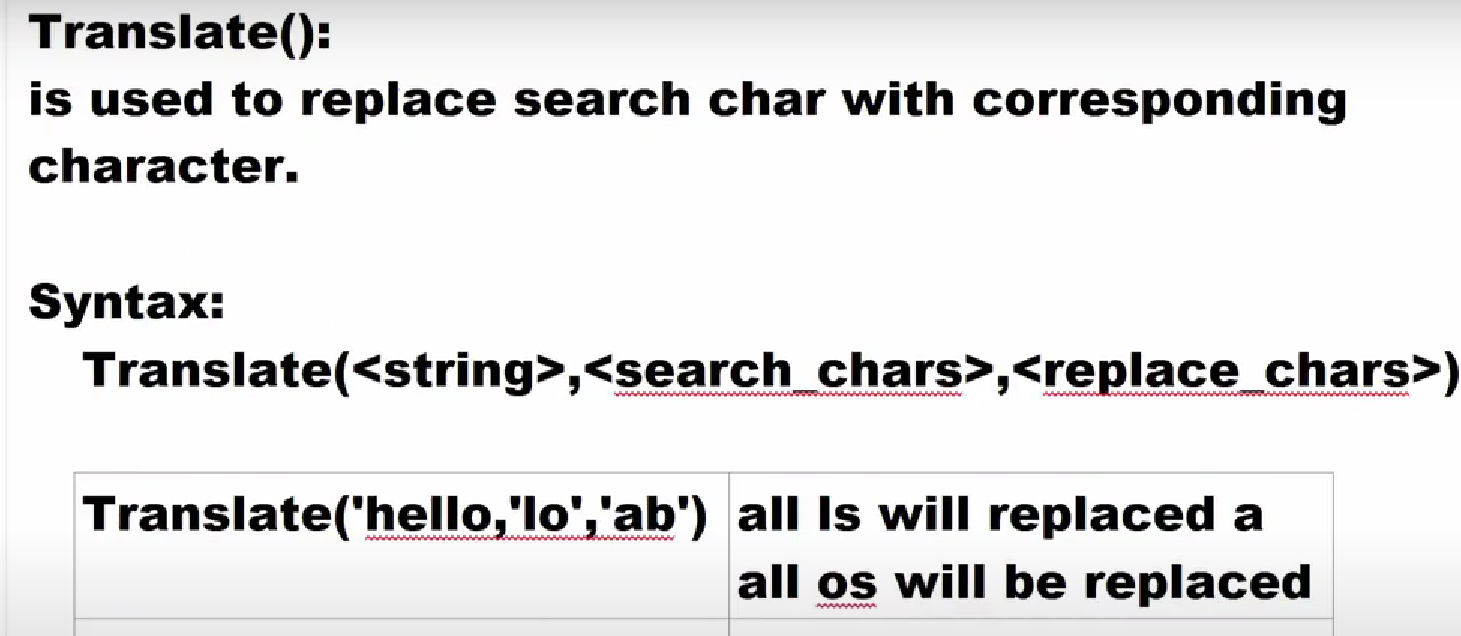 Translate():
is used to replace search char with corresponding
character.
Syntax:
Translate(<string>,<search_chars>,<replace_chars>)
Translate('hello,'lo','ab') all ls will replaced a
all os will be replaced